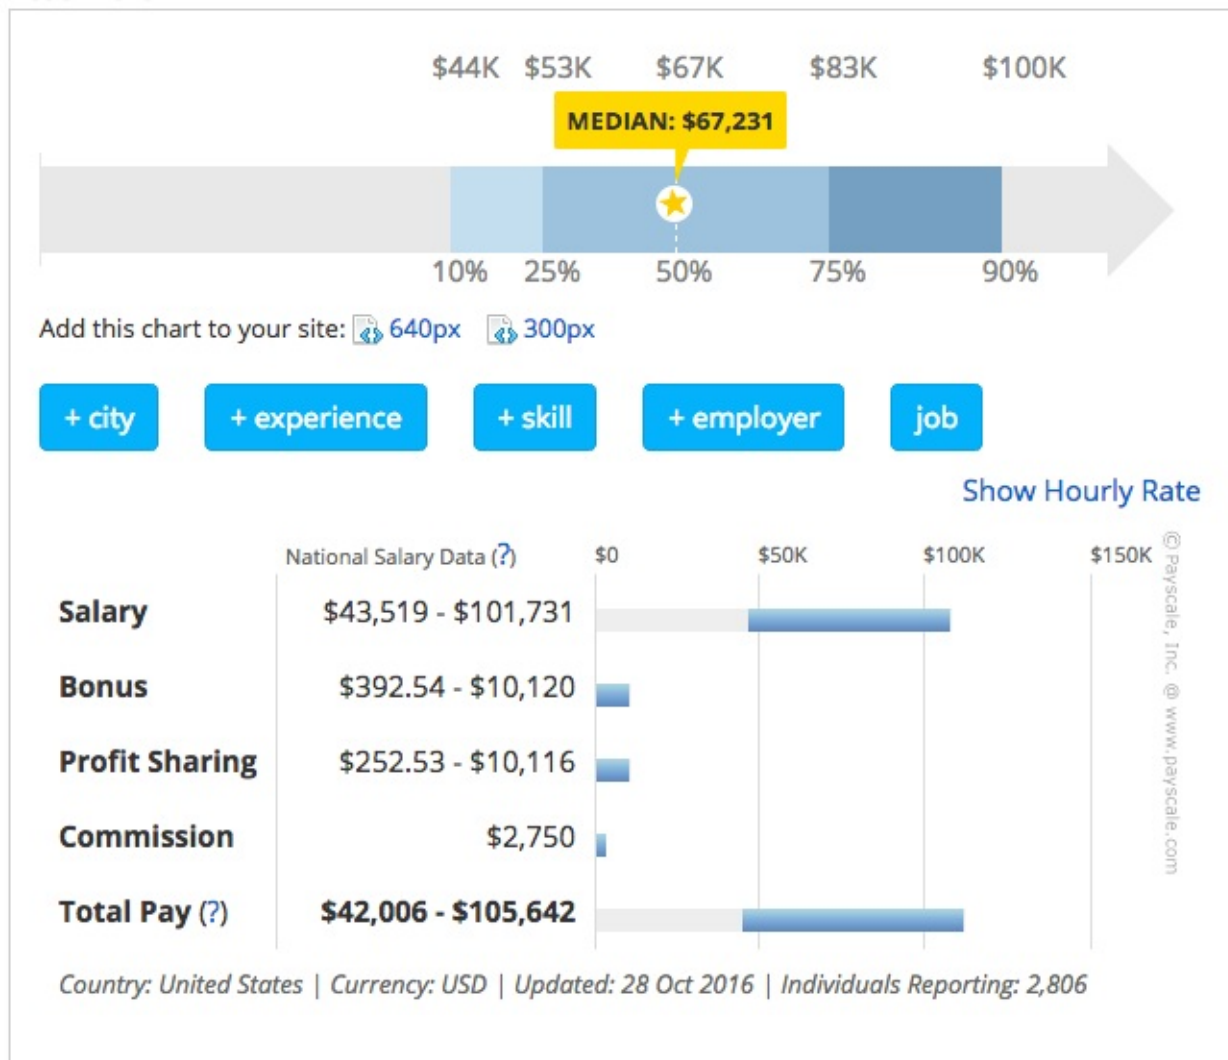 $44K $53K $67K $83K $100K
MEDIAN: $67,231
10% 25% 50% 75% 90%
Add this chart to your site: 640px 300px
+ city + experience + skill + employer job
Show Hourly Rate
National Salary Data (?) $0 $50K $100K $150K
Salary $43,519 - $101,731
Bonus $392.54 - $10,120
Profit Sharing $252.53 - $10,116
Commission $2,750
Total Pay (?) $42,006 - $105,642
© Payscale, Inc. @ www.payscale.com
Country: United States | Currency: USD | Updated: 28 Oct 2016 | Individuals Reporting: 2,806